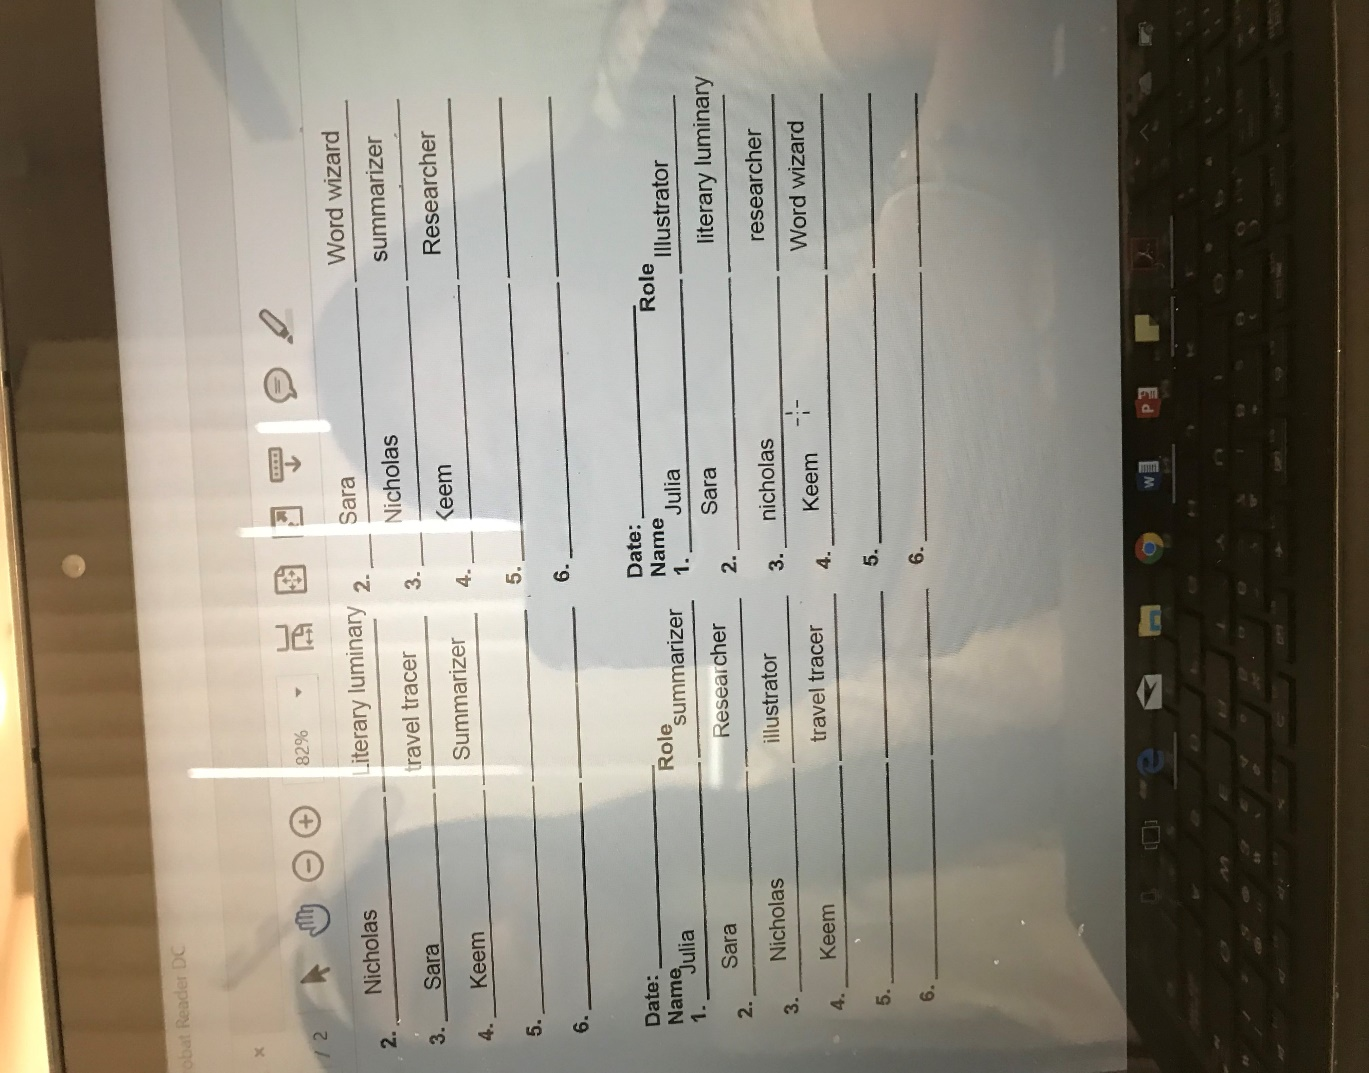 obat Reader DC
x
/ 2
82%
2. Nicholas Literary luminary
3. Sara travel tracer
4. Keem Summarizer
5.
6.
2. Sara Word wizard
3. Nicholas summarizer
4. Keem Researcher
5.
6.
Date:
Name Role
1. Julia summarizer
2. Sara Researcher
3. Nicholas illustrator
4. Keem travel tracer
5.
6.
Date:
Name Role
1. Julia Illustrator
2. Sara literary luminary
3. nicholas researcher
4. Keem Word wizard
5.
6.